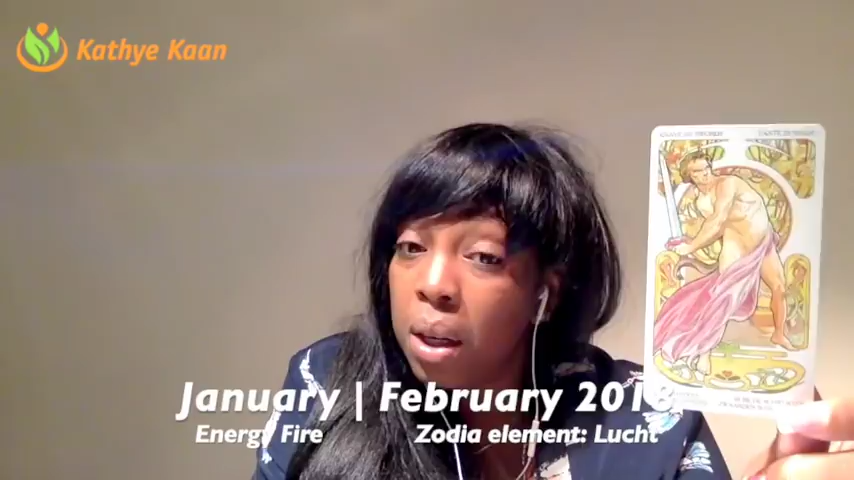 Kathye Kaan
January | February 2018
Energy Fire
Zodia element: Lucht